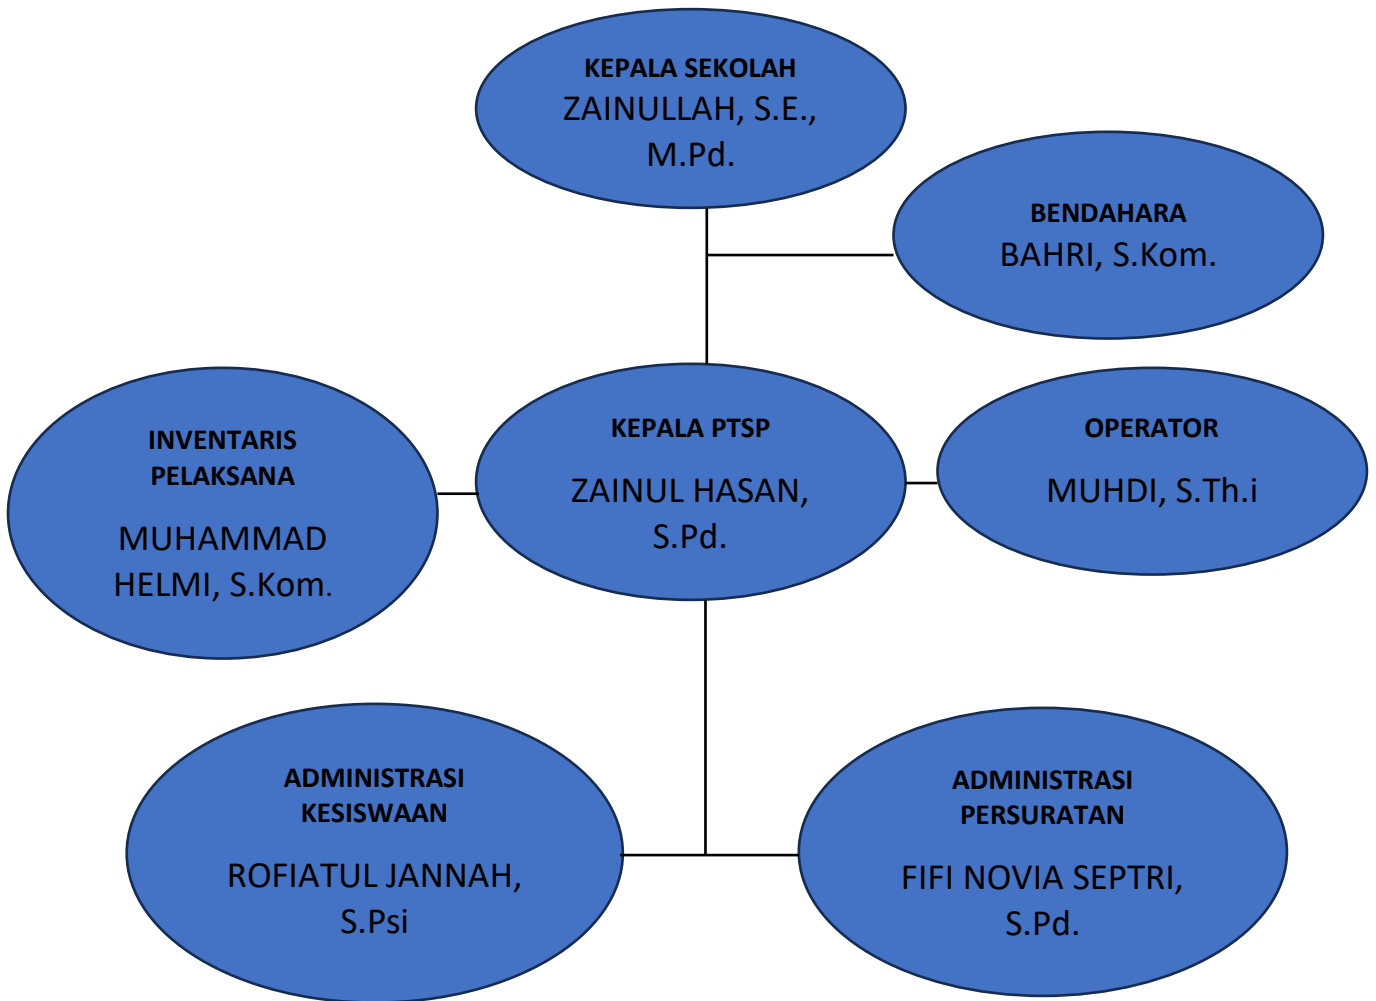 KEPALA SEKOLAH
ZAINULLAH, S.E.,
M.Pd.
BENDAHARA
BAHRI, S.Kom.
INVENTARIS
PELAKSANA
MUHAMMAD
HELMI, S.Kom.
KEPALA PTSP
ZAINUL HASAN,
S.Pd.
OPERATOR
MUHDI, S.Th.i
ADMINISTRASI
KESISWAAN
ROFIATUL JANNAH,
S.Psi
ADMINISTRASI
PERSURATAN
FIFI NOVIA SEPTRI,
S.Pd.